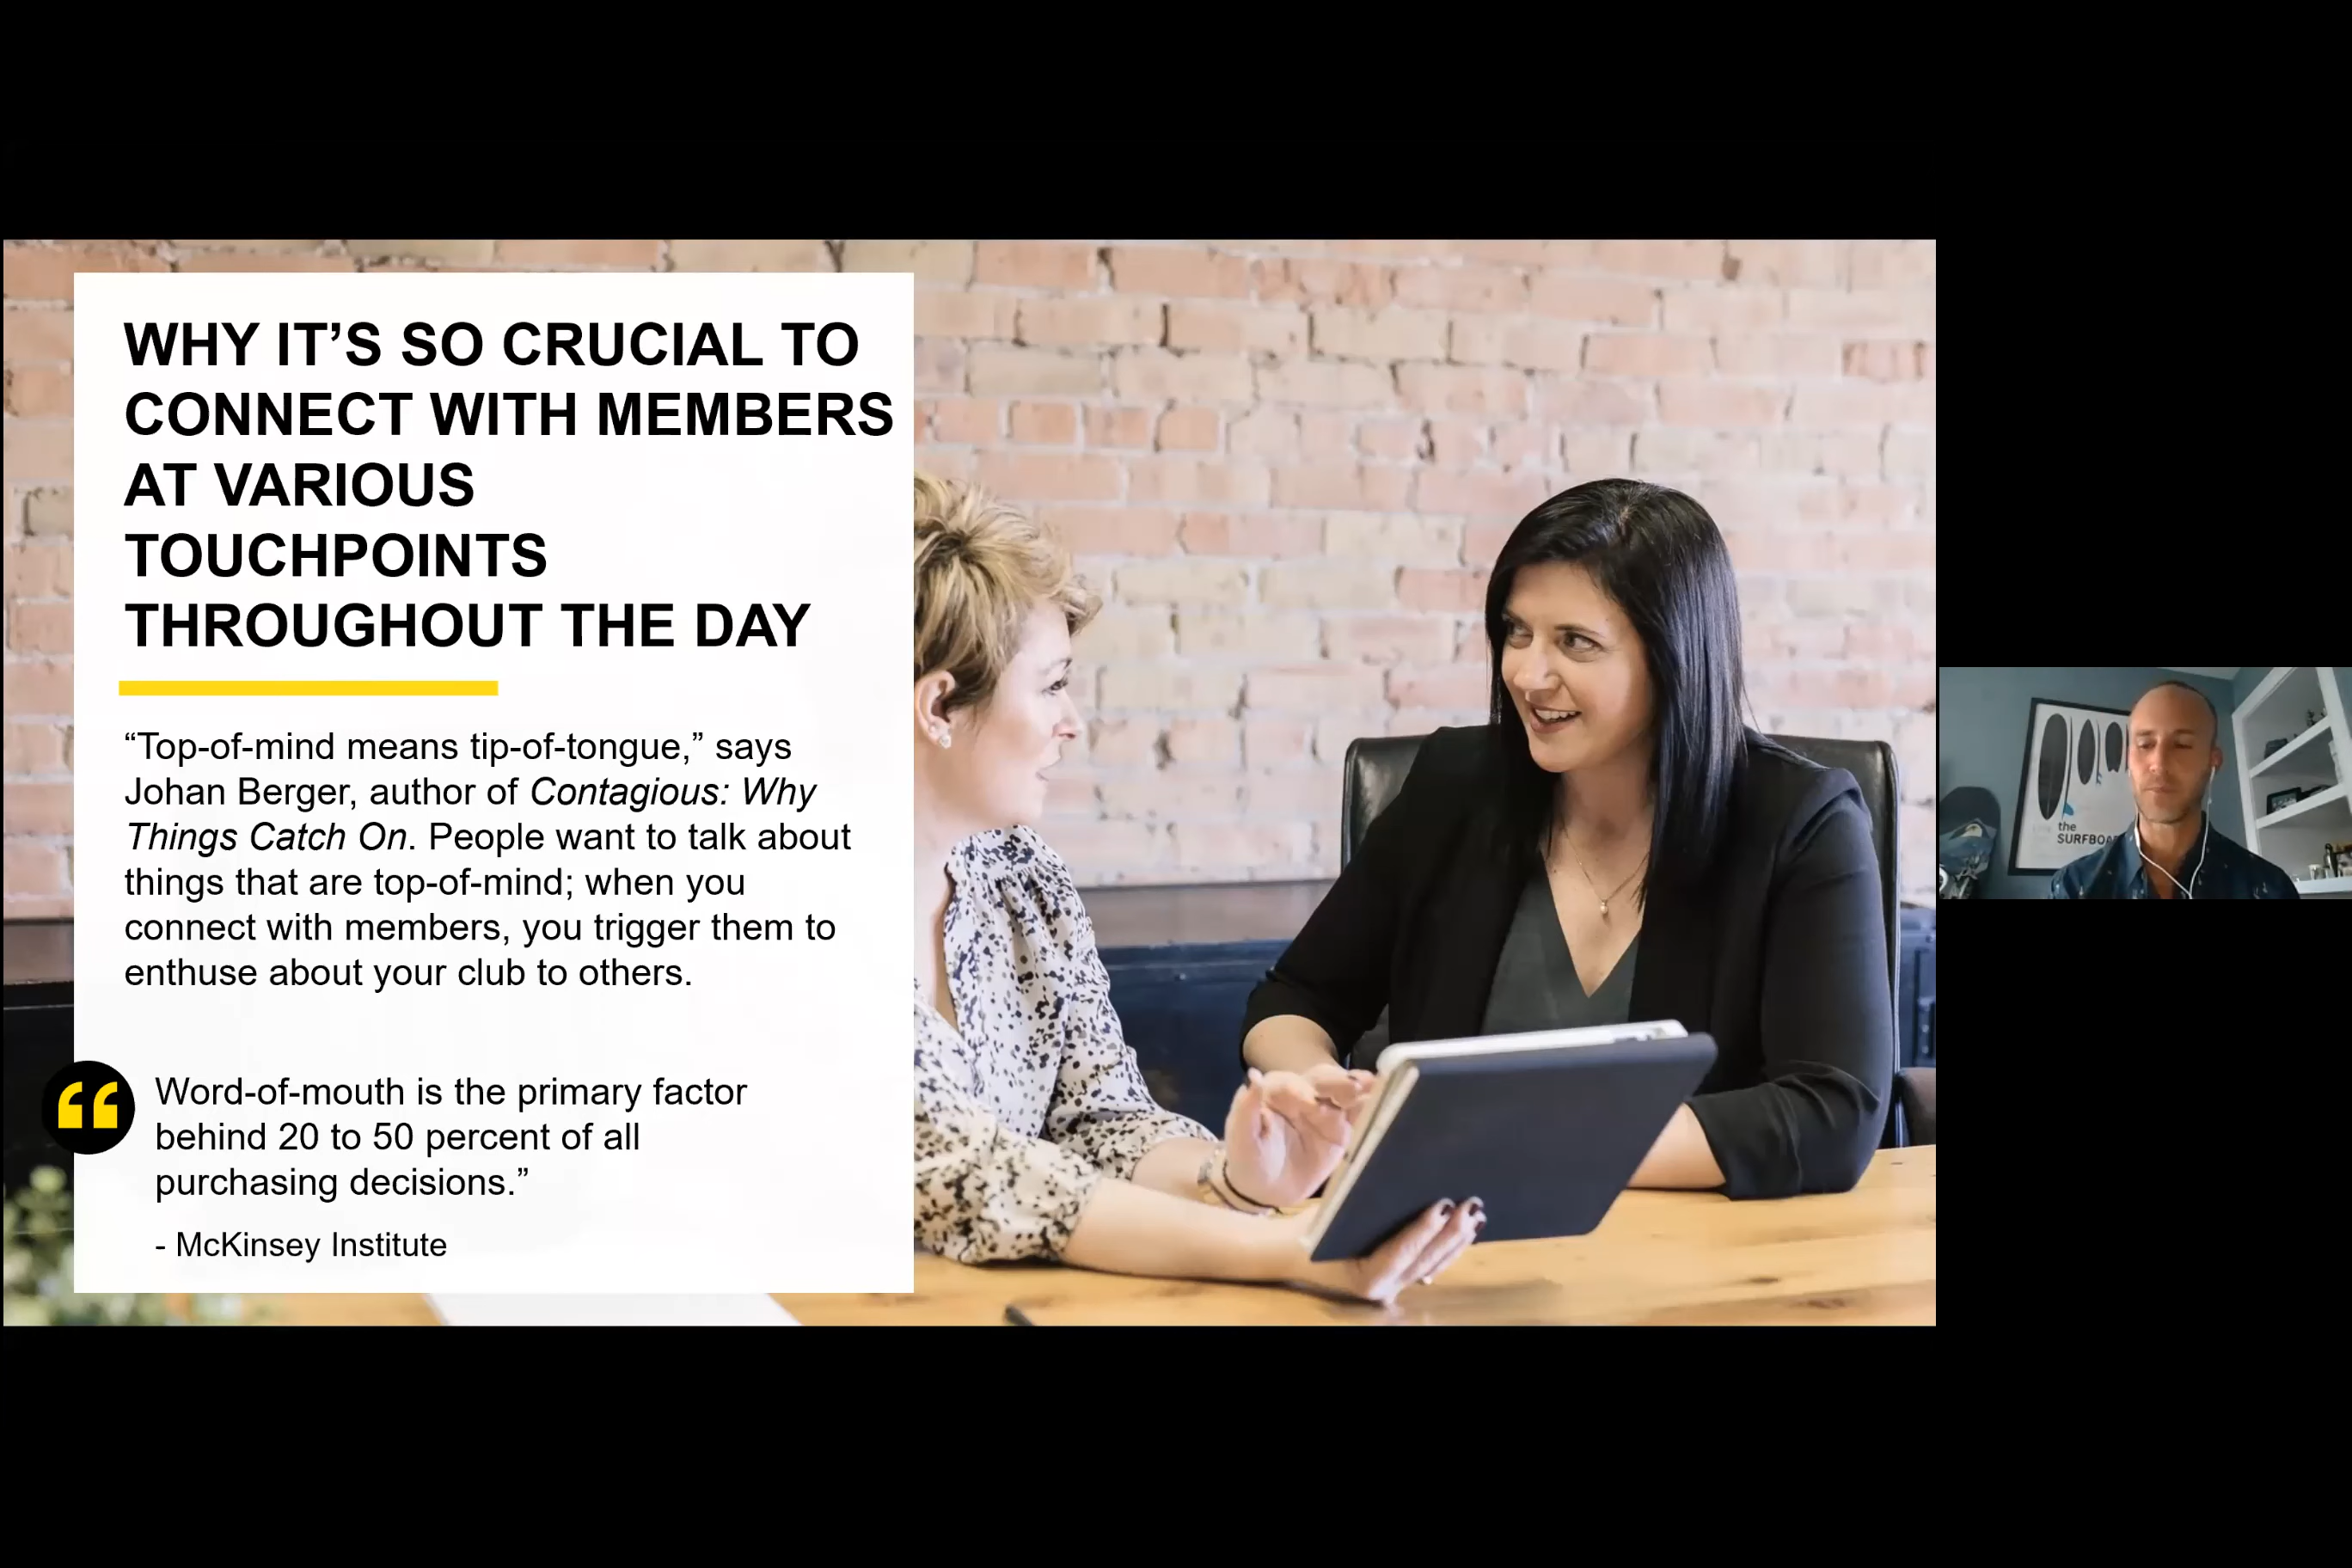 WHY IT’S SO CRUCIAL TO
CONNECT WITH MEMBERS
AT VARIOUS
TOUCHPOINTS
THROUGHOUT THE DAY
“Top-of-mind means tip-of-tongue,” says
Johan Berger, author of Contagious: Why
Things Catch On. People want to talk about
things that are top-of-mind; when you
connect with members, you trigger them to
enthuse about your club to others.
“
Word-of-mouth is the primary factor
behind 20 to 50 percent of all
purchasing decisions.”
- McKinsey Institute
the
SURFBOA